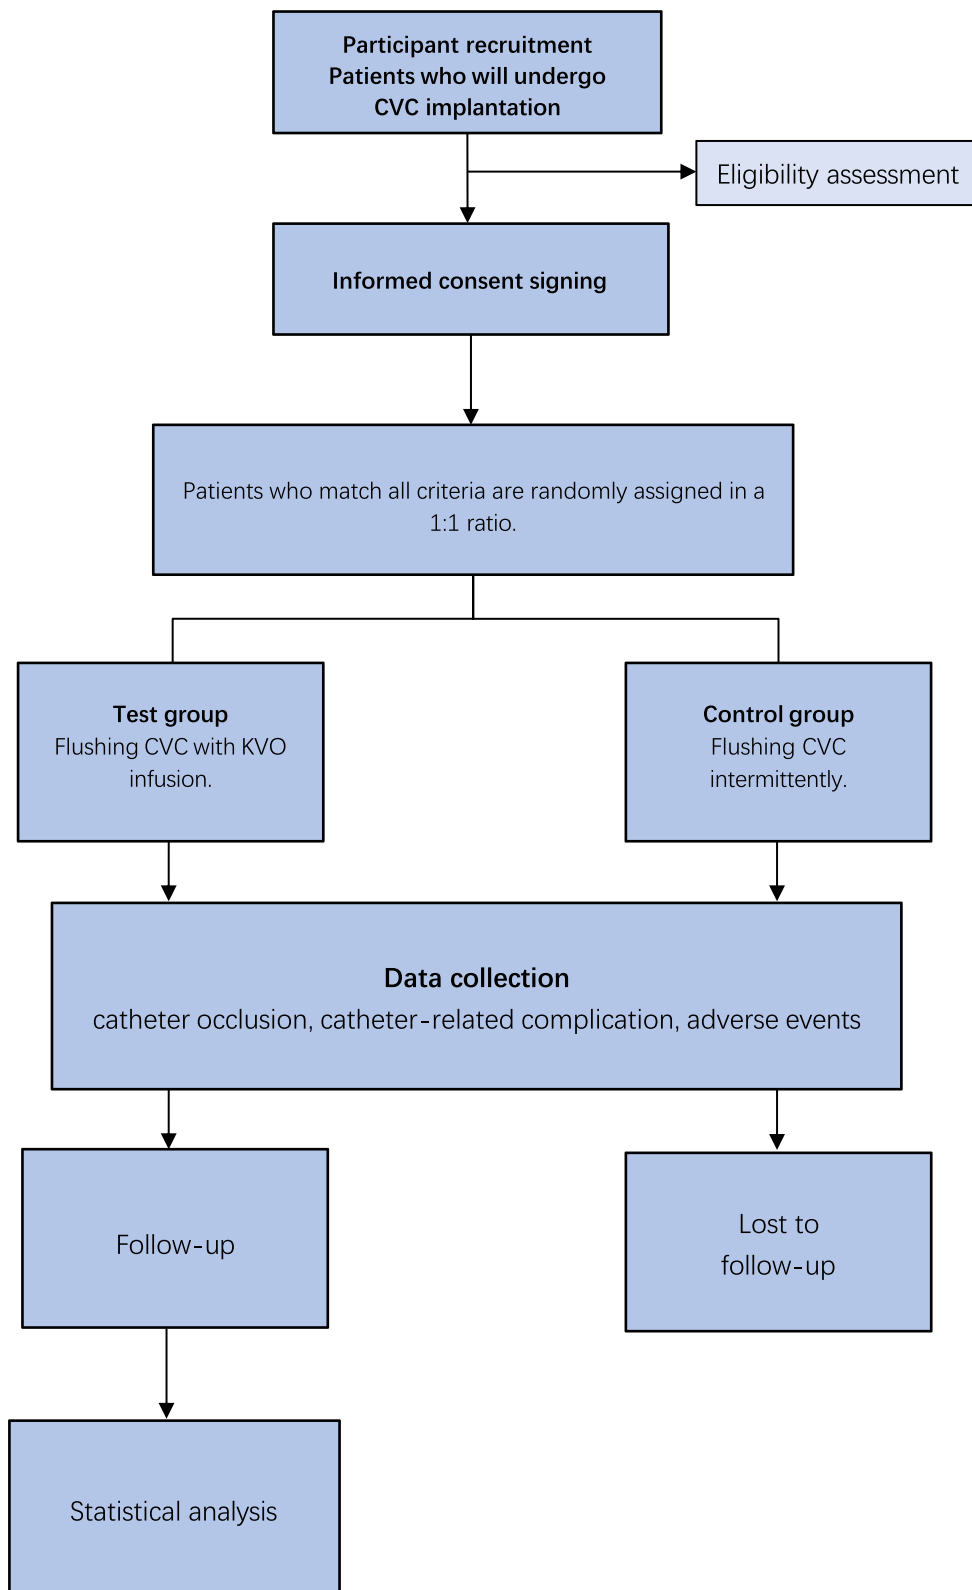 Participant recruitment
Patients who will undergo
CVC implantation
Eligibility assessment
Informed consent signing
Patients who match all criteria are randomly assigned in a
1:1 ratio.
Test group
Flushing CVC with KVO
infusion.
Control group
Flushing CVC
intermittently.
Data collection
catheter occlusion, catheter-related complication, adverse events
Follow-up
Lost to
follow-up
Statistical analysis